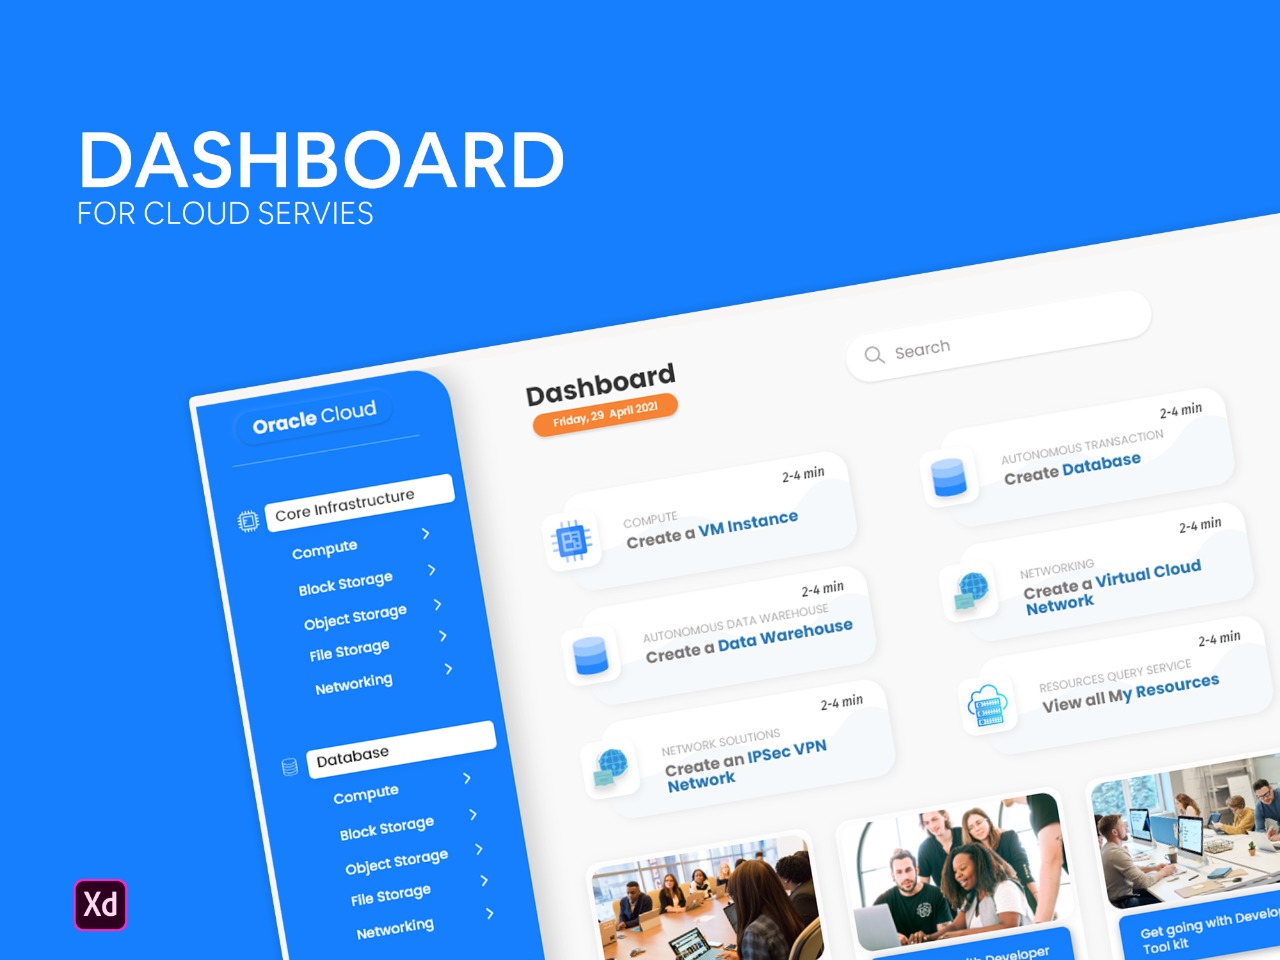 DASHBOARD
FOR CLOUD SERVIES
Oracle Cloud
Core Infrastructure
Compute
Block Storage
Object Storage
File Storage
Networking
Database
Compute
Block Storage
Object Storage
File Storage
Networking
Dashboard
Friday, 29 April 2021
Search
2-4 min
COMPUTE
Create a VM Instance
2-4 min
AUTONOMOUS DATA WAREHOUSE
Create a Data Warehouse
2-4 min
NETWORK SOLUTIONS
Create an IPSec VPN
Network
2-4 min
AUTONOMOUS TRANSACTION
Create Database
2-4 min
NETWORKING
Create a Virtual Cloud
Network
2-4 min
RESOURCES QUERY SERVICE
View all My Resources
Developer
Get going with Develo
Tool kit
Xd